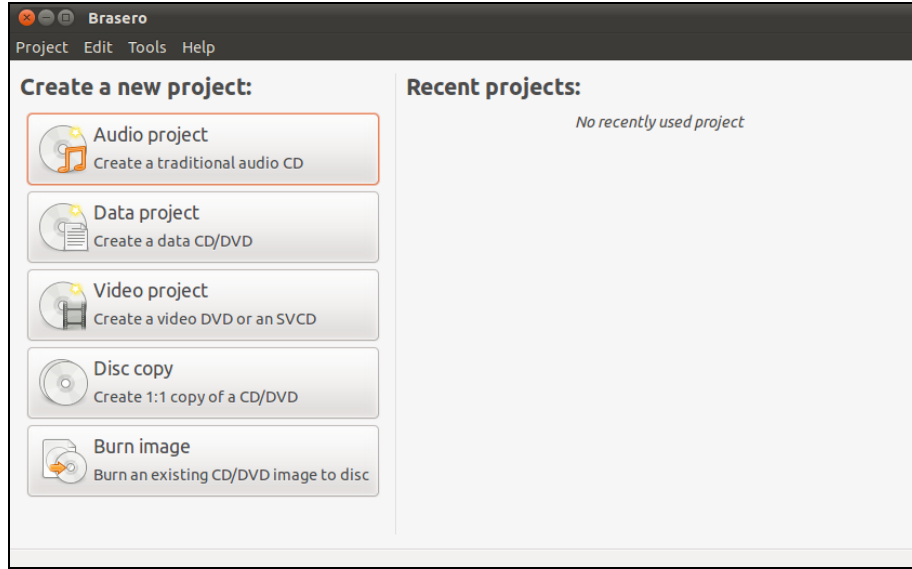 Brasero
Project Edit Tools Help
Create a new project:
Audio project
Create a traditional audio CD
Data project
Create a data CD/DVD
Video project
Create a video DVD or an SVCD
Disc copy
Create 1:1 copy of a CD/DVD
Burn image
Burn an existing CD/DVD image to disc
Recent projects:
No recently used project